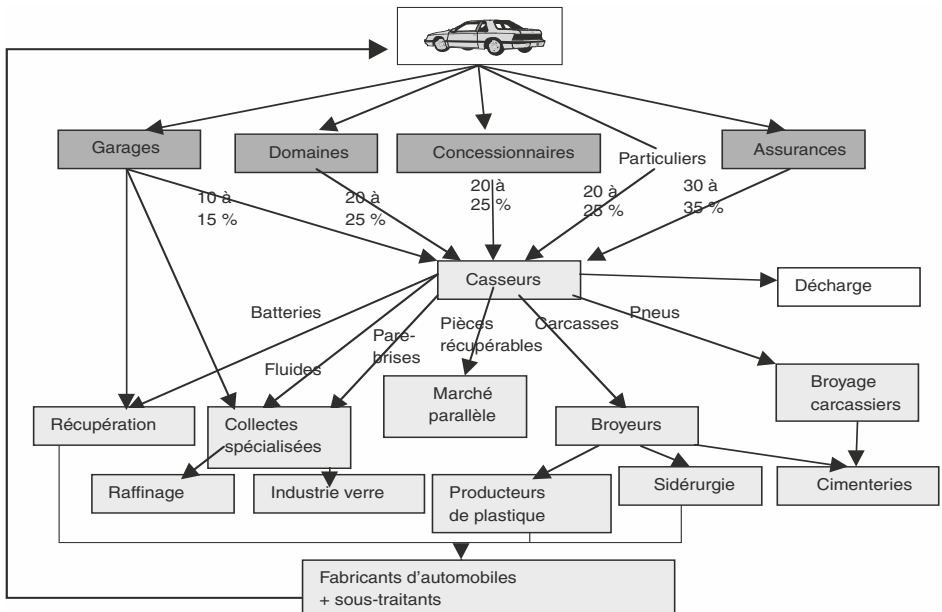 Garages
Domaines
Concessionnaires
Particuliers
Assurances
10 à
15 %
20 à
25 %
20 à
25 %
20 à
25 %
30 à
35 %
Casseurs
Décharge
Batteries
Fluides
Pare-
brises
Pièces
récupérables
Carcasses
Pneus
Marché
parallèle
Broyage
carcassiers
Récupération
Collectes
spécialisées
Broyeurs
Raffinage
Industrie verre
Producteurs
de plastique
Sidérurgie
Cimenteries
Fabricants d'automobiles
+ sous-traitants